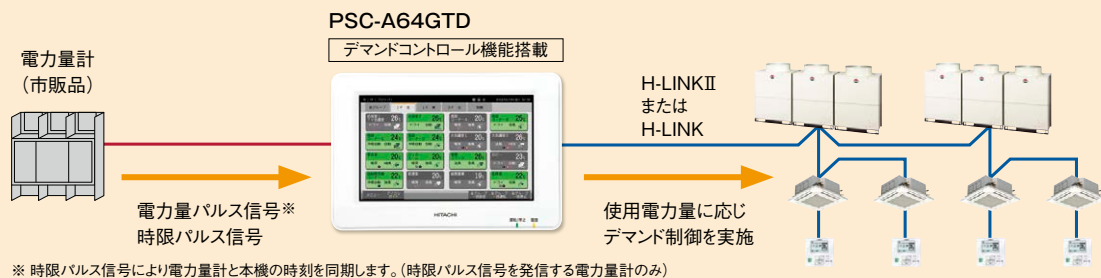 PSC-A64GTD
デマンドコントロール機能搭載
電力量計
（市販品）
H-LINKⅡ
または
H-LINK
HITACHI
電力量パルス信号※
時限パルス信号
使用電力量に応じ
デマンド制御を実施
※ 時限パルス信号により電力量計と本機の時刻を同期します。（時限パルス信号を発信する電力量計のみ）